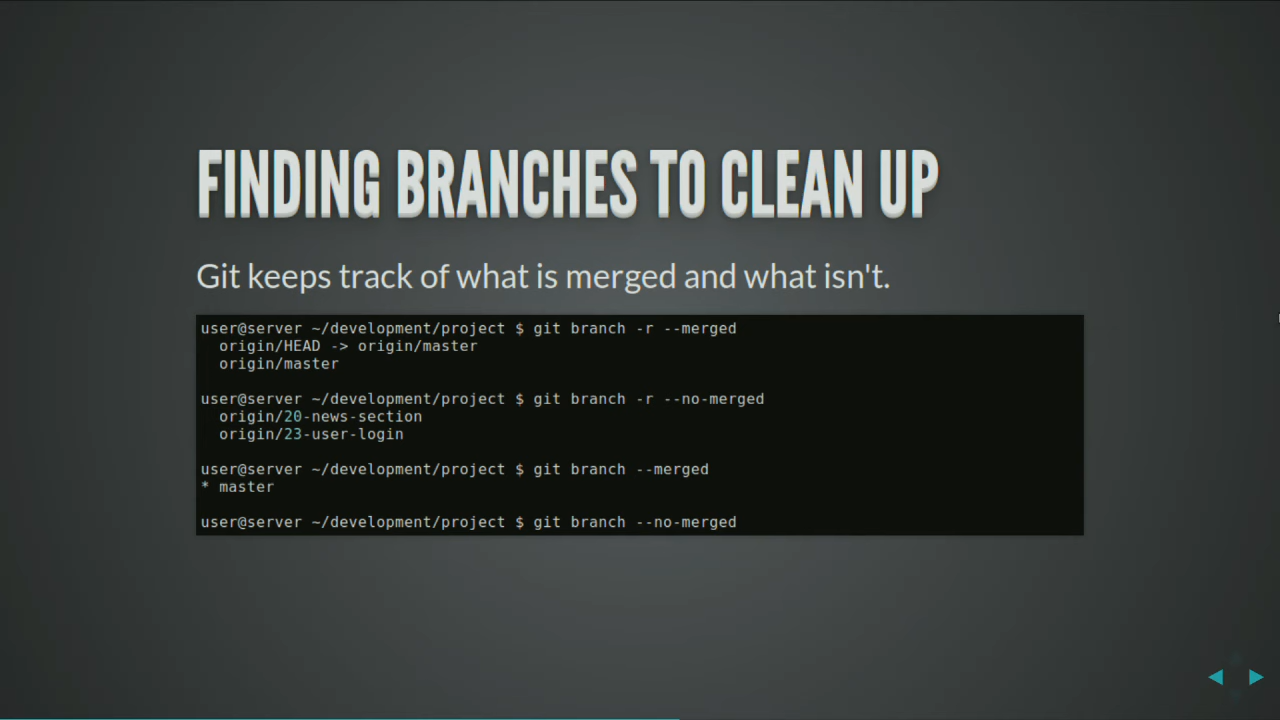 FINDING BRANCHES TO CLEAN UP
Git keeps track of what is merged and what isn't.
user@server ~/development/project $ git branch -r --merged
  origin/HEAD -> origin/master
  origin/master
user@server ~/development/project $ git branch -r --no-merged
  origin/20-news-section
  origin/23-user-login
user@server ~/development/project $ git branch --merged
* master
user@server ~/development/project $ git branch --no-merged